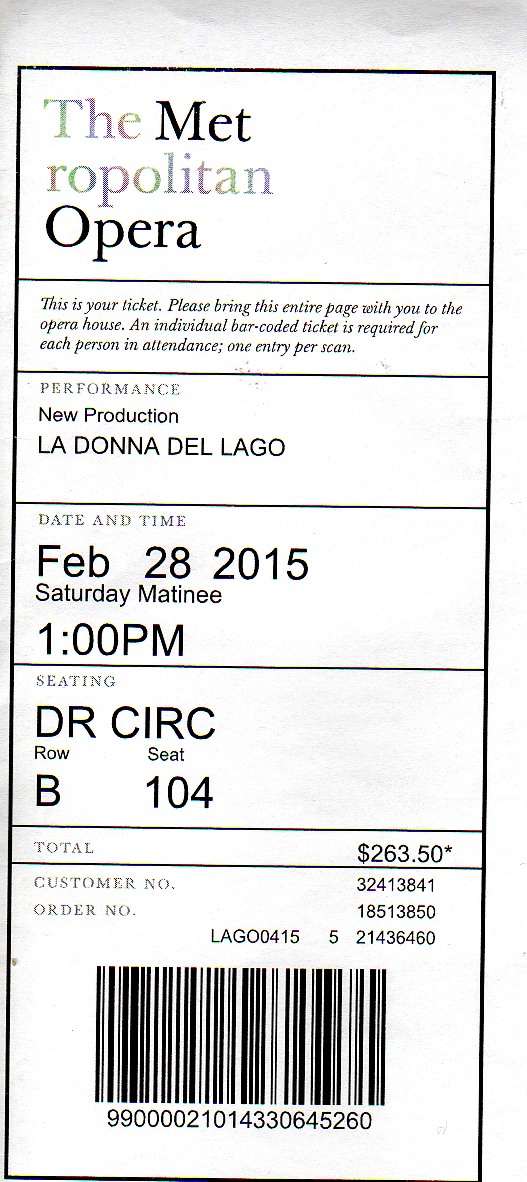 The Met
ropolitan
Opera
This is your ticket. Please bring this entire page with you to the
opera house. An individual bar-coded ticket is required for
each person in attendance; one entry per scan.
PERFORMANCE
New Production
LA DONNA DEL LAGO
DATE AND TIME
Feb 28 2015
Saturday Matinee
1:00PM
SEATING
DR CIRC
Row Seat
B 104
TOTAL $263.50*
CUSTOMER NO. 32413841
ORDER NO. 18513850
LAGO0415 5 21436460
99000021014330645260